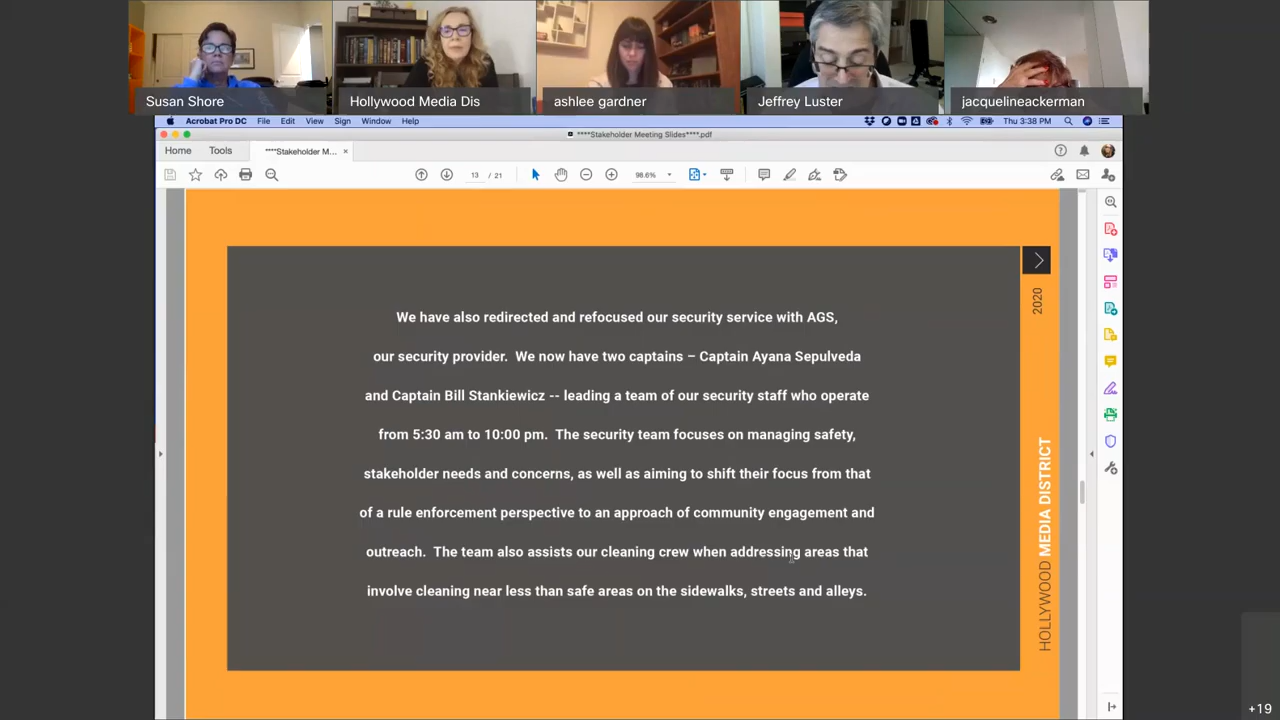 Susan Shore
Hollywood Media Dis
ashlee gardner
Jeffrey Luster
jacquelineackerman
Acrobat Pro DC File Edit View Sign Window Help
Thu 3:38 PM
****Stakeholder Meeting Slides****.pdf
Home Tools ****Stakeholder M... ×
13 / 21
98.6%
We have also redirected and refocused our security service with AGS,
our security provider. We now have two captains – Captain Ayana Sepulveda
and Captain Bill Stankiewicz -- leading a team of our security staff who operate
from 5:30 am to 10:00 pm. The security team focuses on managing safety,
stakeholder needs and concerns, as well as aiming to shift their focus from that
of a rule enforcement perspective to an approach of community engagement and
outreach. The team also assists our cleaning crew when addressing areas that
involve cleaning near less than safe areas on the sidewalks, streets and alleys.
2020
HOLLYWOOD MEDIA DISTRICT
+19